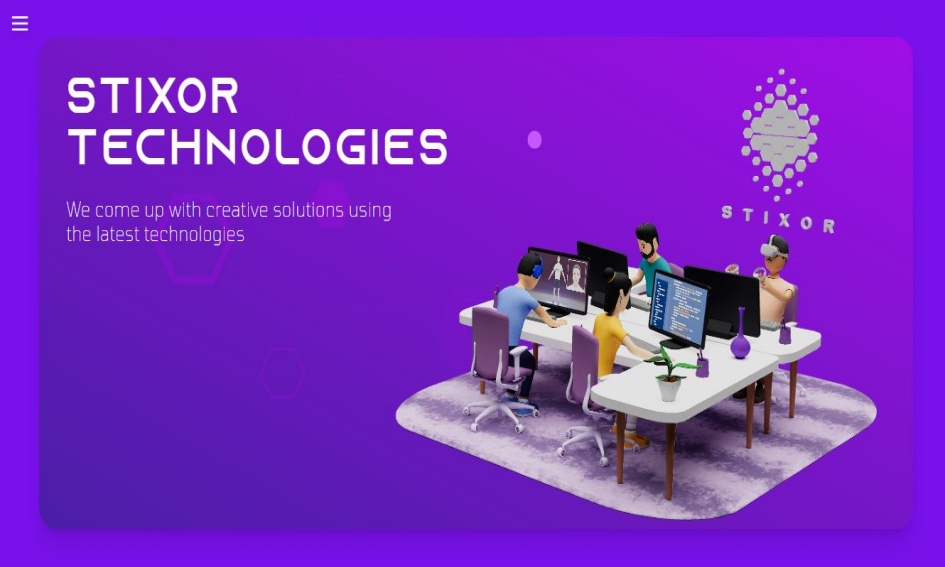 STIXOR
TECHNOLOGIES
We come up with creative solutions using
the latest technologies
STIXOR